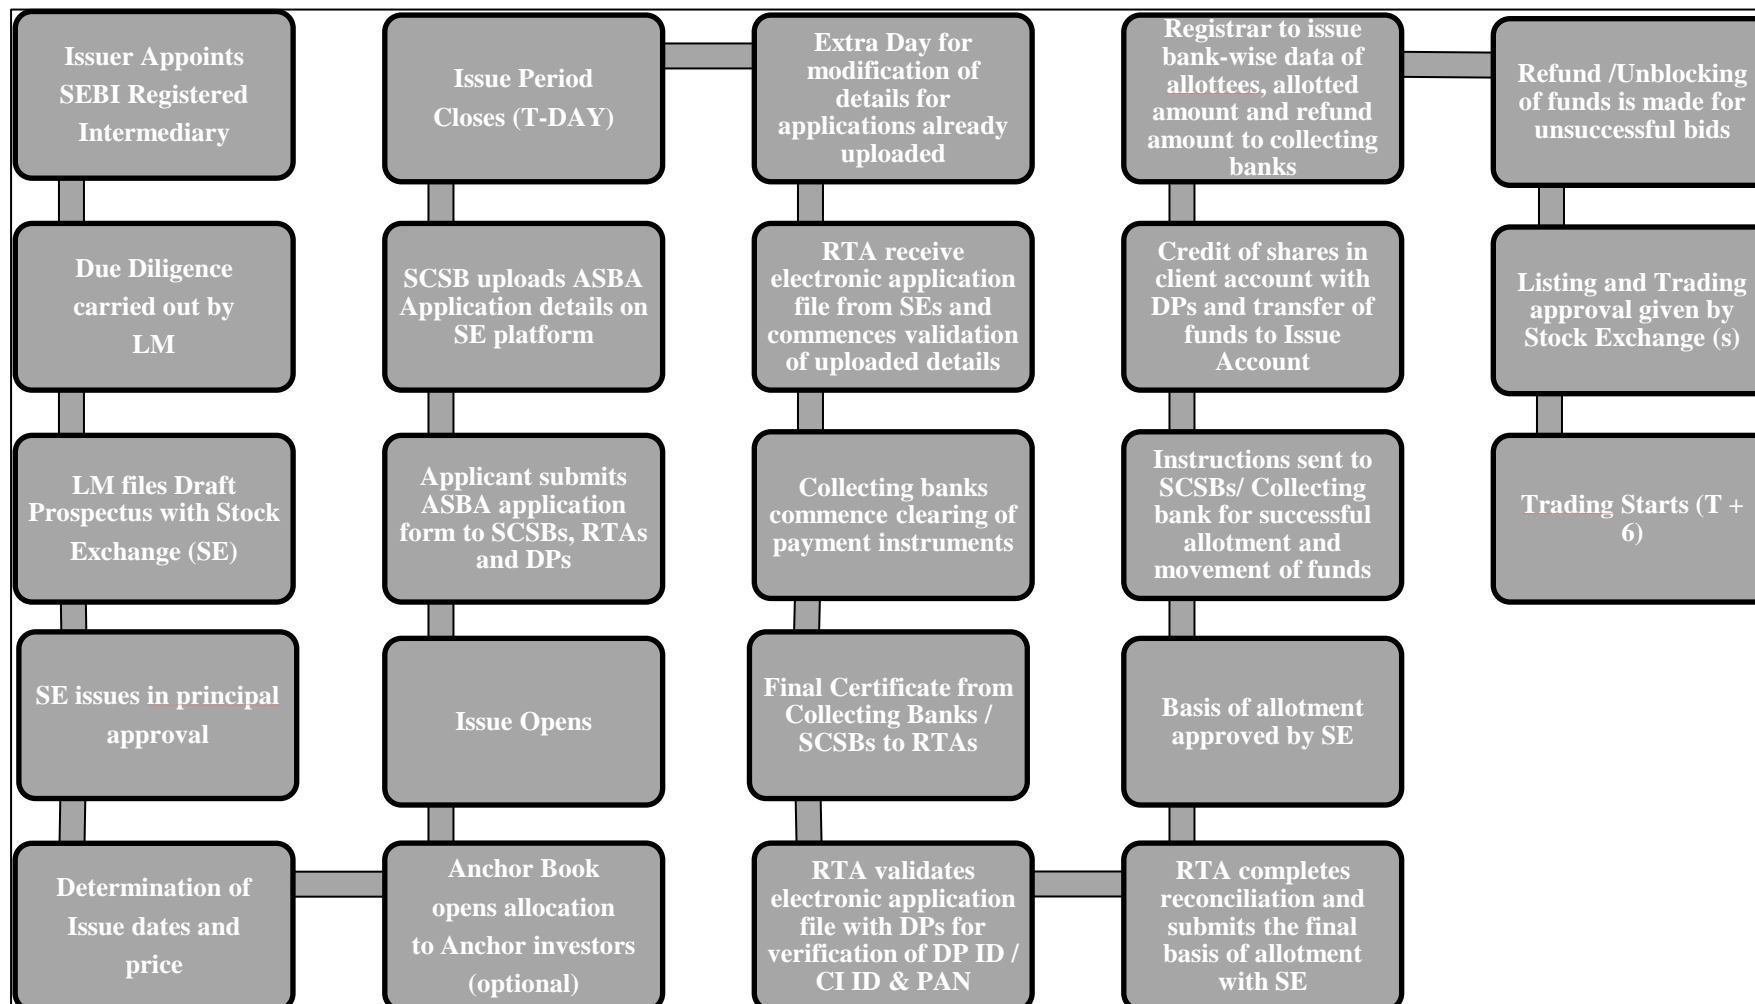 Issuer Appoints
SEBI Registered
Intermediary
Due Diligence
carried out by
LM
LM files Draft
Prospectus with Stock
Exchange (SE)
SE issues in principal
approval
Determination of
Issue dates and
price
Anchor Book
opens allocation
to Anchor investors
(optional)
Issue Opens
Applicant submits
ASBA application
form to SCSBs, RTAs
and DPs
SCSB uploads ASBA
Application details on
SE platform
Issue Period
Closes (T-DAY)
Extra Day for
modification of
details for
applications already
uploaded
RTA receive
electronic application
file from SEs and
commences validation
of uploaded details
Collecting banks
commence clearing of
payment instruments
Final Certificate from
Collecting Banks /
SCSBs to RTAs
RTA validates
electronic application
file with DPs for
verification of DP ID /
CI ID & PAN
RTA completes
reconciliation and
submits the final
basis of allotment
with SE
Basis of allotment
approved by SE
Instructions sent to
SCSBs/ Collecting
bank for successful
allotment and
movement of funds
Credit of shares in
client account with
DPs and transfer of
funds to Issue
Account
Registrar to issue
bank-wise data of
allottees, allotted
amount and refund
amount to collecting
banks
Refund /Unblocking
of funds is made for
unsuccessful bids
Listing and Trading
approval given by
Stock Exchange (s)
Trading Starts (T +
6)